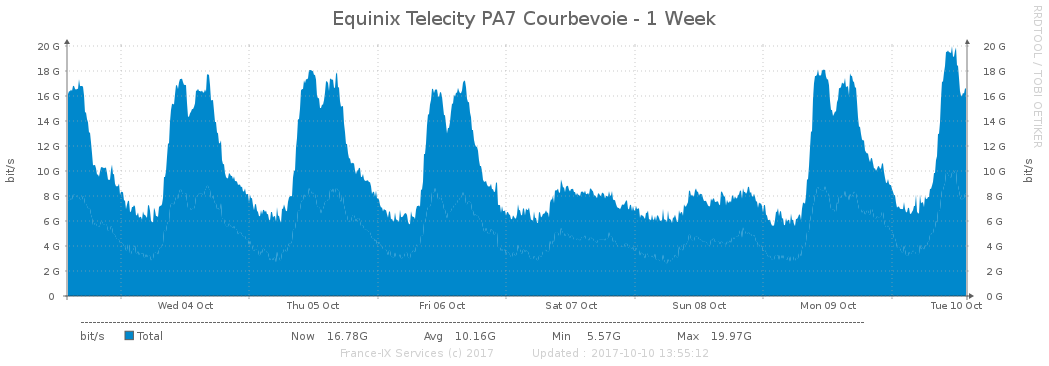 Equinix Telecity PA7 Courbevoie - 1 Week
RRDTOOL / TOBI OETIKER
bit/s
20 G
18 G
16 G
14 G
12 G
10 G
8 G
6 G
4 G
2 G
0
20 G
18 G
16 G
14 G
12 G
10 G
8 G
6 G
4 G
2 G
0 G
bit/s
Wed 04 Oct Thu 05 Oct Fri 06 Oct Sat 07 Oct Sun 08 Oct Mon 09 Oct Tue 10 Oct
bit/s Total Now 16.78G Avg 10.16G Min 5.57G Max 19.97G
France-IX Services (c) 2017 Updated : 2017-10-10 13:55:12